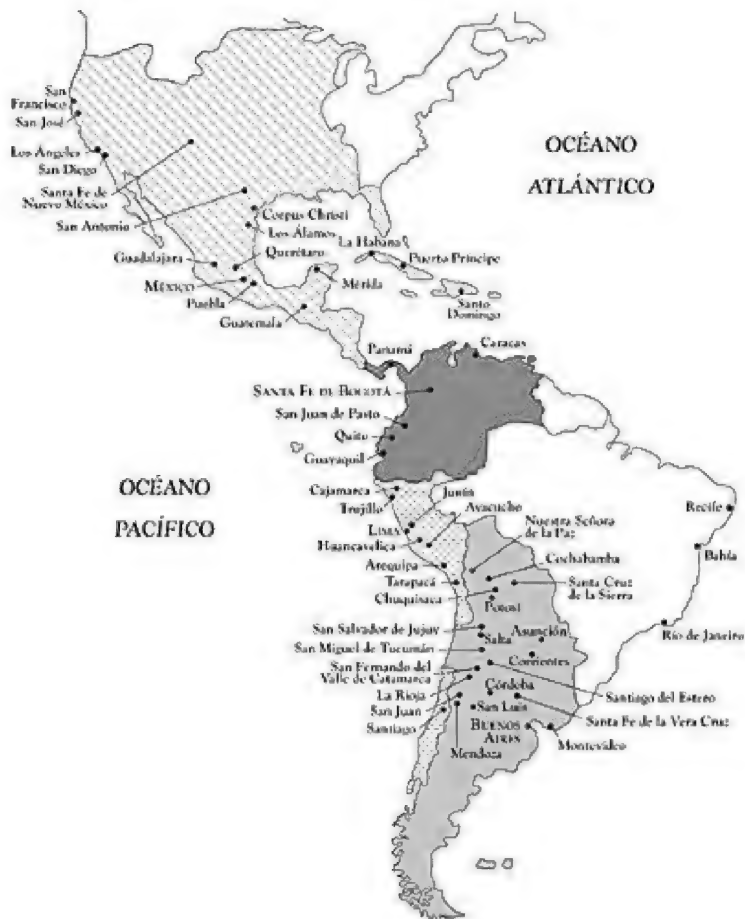 San
Francisco
San José
Los Ángeles
San Diego
Santa Fe de
Nuevo México
San Antonio
Corpus Christi
Los Álamos
Guadalajara
Querétaro
MÉXICO
Puebla
Mérida
Guatemala
La Habana
Puerto Príncipe
Santo
Domingo
OCÉANO
ATLÁNTICO
Panamá
Caracas
SANTA FE DE BOGOTÁ
San Juan de Pasto
Quito
Guayaquil
OCÉANO
PACÍFICO
Cajamarca
Trujillo
Junín
LIMA
Ayacucho
Huancavelica
Nuestra Señora
de la Paz
Recife
Arequipa
Cochabamba
Bahía
Tarapacá
Santa Cruz
de la Sierra
Chuquisaca
Potosí
San Salvador de Jujuy
Salta
Asunción
Río de Janeiro
San Miguel de Tucumán
Corrientes
San Fernando del
Valle de Catamarca
Santiago del Estero
La Rioja
Córdoba
San Juan
San Luis
Santa Fe de la Vera Cruz
Santiago
BUENOS
AIRES
Mendoza
Montevideo